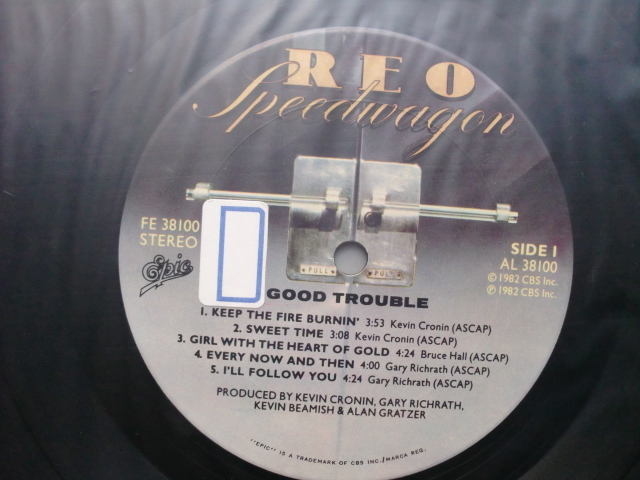 REO
Speedwagon
FE 38100
STEREO
Epic
PULL PULL
SIDE 1
AL 38100
© 1982 CBS Inc.
℗ 1982 CBS Inc.
GOOD TROUBLE
1. KEEP THE FIRE BURNIN' 3:53 Kevin Cronin (ASCAP)
2. SWEET TIME 3:08 Kevin Cronin (ASCAP)
3. GIRL WITH THE HEART OF GOLD 4:24 Bruce Hall (ASCAP)
4. EVERY NOW AND THEN 4:00 Gary Richrath (ASCAP)
5. I'LL FOLLOW YOU 4:24 Gary Richrath (ASCAP)
PRODUCED BY KEVIN CRONIN, GARY RICHRATH,
KEVIN BEAMISH & ALAN GRATZER
"EPIC" IS A TRADEMARK OF CBS INC./MARCA REG.